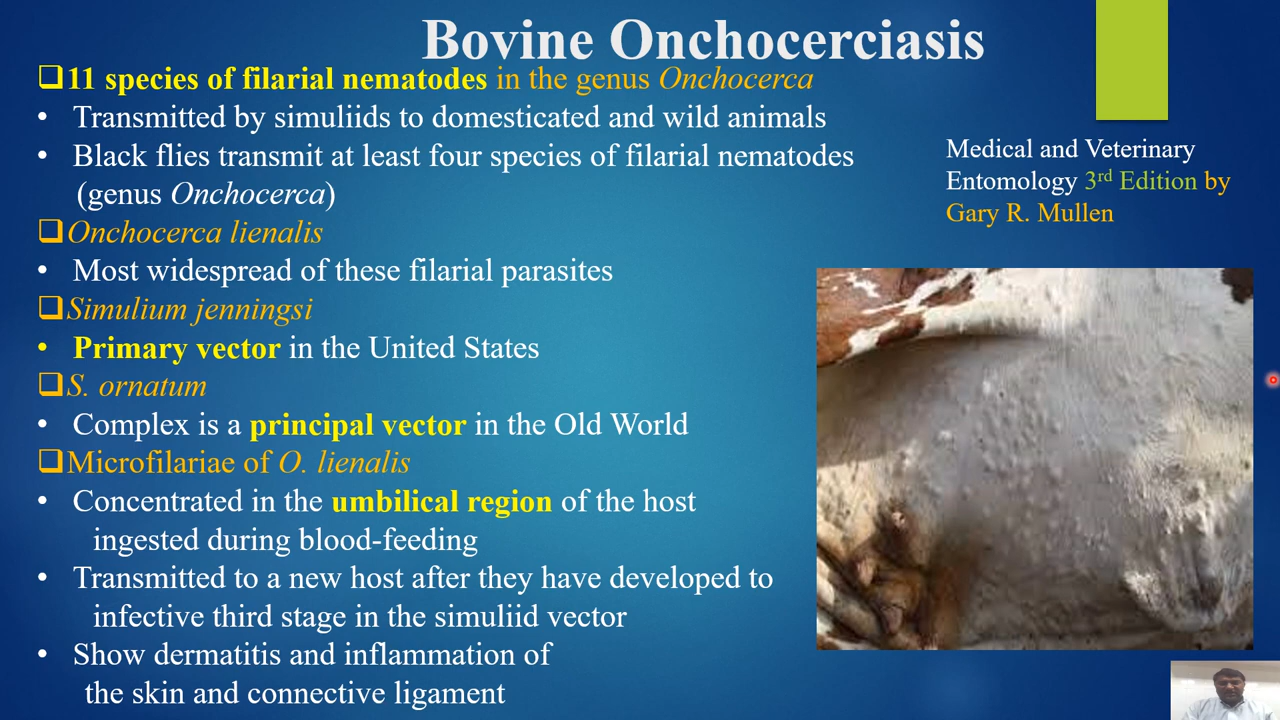 Bovine Onchocerciasis
❑11 species of filarial nematodes in the genus Onchocerca
• Transmitted by simuliids to domesticated and wild animals
• Black flies transmit at least four species of filarial nematodes
(genus Onchocerca)
❑Onchocerca lienalis
• Most widespread of these filarial parasites
❑Simulium jenningsi
• Primary vector in the United States
❑S. ornatum
• Complex is a principal vector in the Old World
❑Microfilariae of O. lienalis
• Concentrated in the umbilical region of the host
ingested during blood-feeding
• Transmitted to a new host after they have developed to
infective third stage in the simuliid vector
• Show dermatitis and inflammation of
the skin and connective ligament
Medical and Veterinary
Entomology 3rd Edition by
Gary R. Mullen